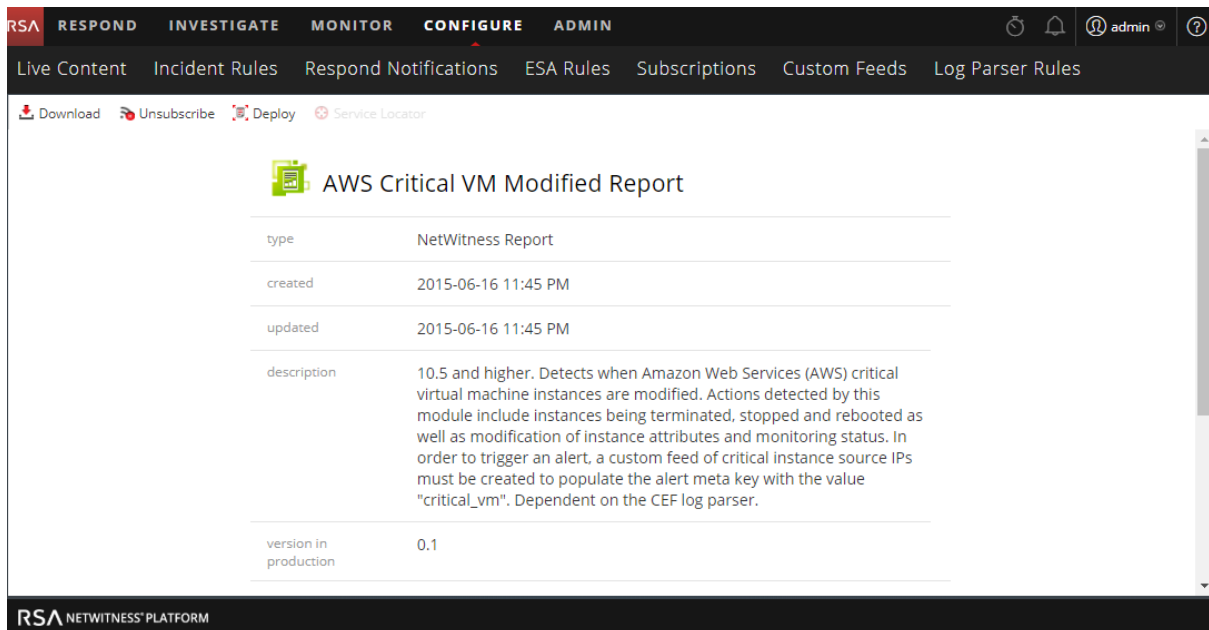 RSA RESPOND INVESTIGATE MONITOR CONFIGURE ADMIN admin ?
Live Content Incident Rules Respond Notifications ESA Rules Subscriptions Custom Feeds Log Parser Rules
Download Unsubscribe Deploy Service Locator
AWS Critical VM Modified Report
type NetWitness Report
created 2015-06-16 11:45 PM
updated 2015-06-16 11:45 PM
description 10.5 and higher. Detects when Amazon Web Services (AWS) critical
virtual machine instances are modified. Actions detected by this
module include instances being terminated, stopped and rebooted as
well as modification of instance attributes and monitoring status. In
order to trigger an alert, a custom feed of critical instance source IPs
must be created to populate the alert meta key with the value
"critical_vm". Dependent on the CEF log parser.
version in 0.1
production
RSA NETWITNESS® PLATFORM